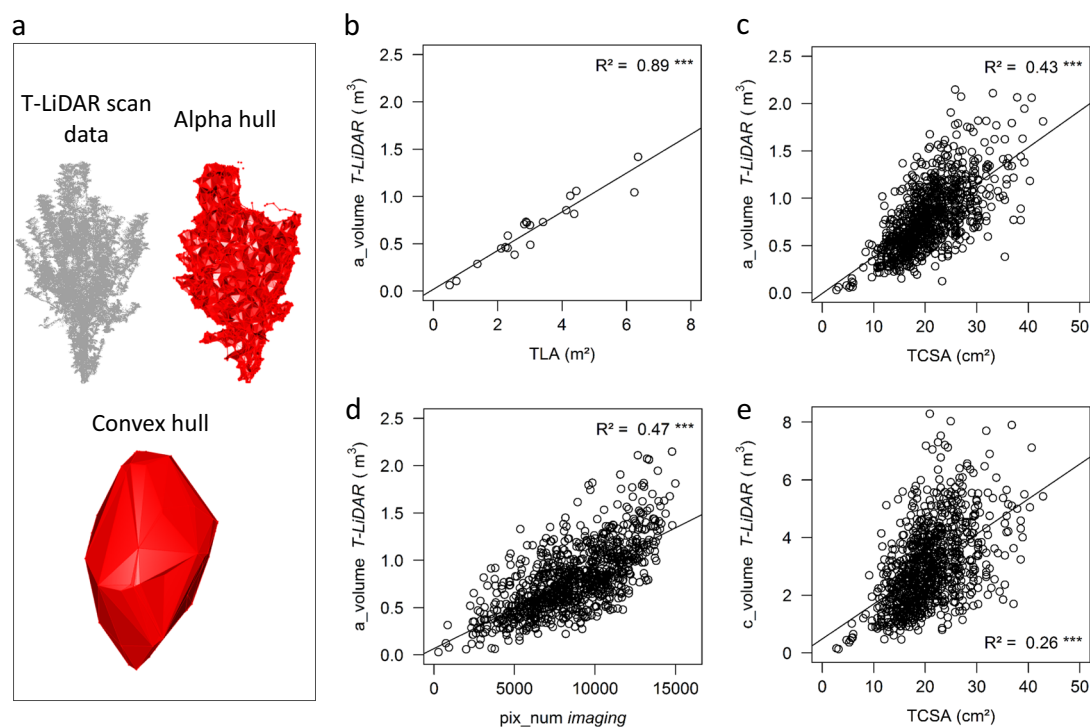 a
T-LiDAR scan
data
Alpha hull
Convex hull
b
R² = 0.89 ***
a_volume T-LiDAR ( m³)
2.5
2.0
1.5
1.0
0.5
0.0
0 2 4 6 8
TLA (m²)
c
R² = 0.43 ***
a_volume T-LiDAR ( m³)
2.5
2.0
1.5
1.0
0.5
0.0
0 10 20 30 40 50
TCSA (cm²)
d
R² = 0.47 ***
a_volume T-LiDAR ( m³)
2.5
2.0
1.5
1.0
0.5
0.0
5000 10000 15000
pix_num imaging
e
c_volume T-LiDAR ( m³)
8
6
4
2
0
R² = 0.26 ***
0 10 20 30 40 50
TCSA (cm²)